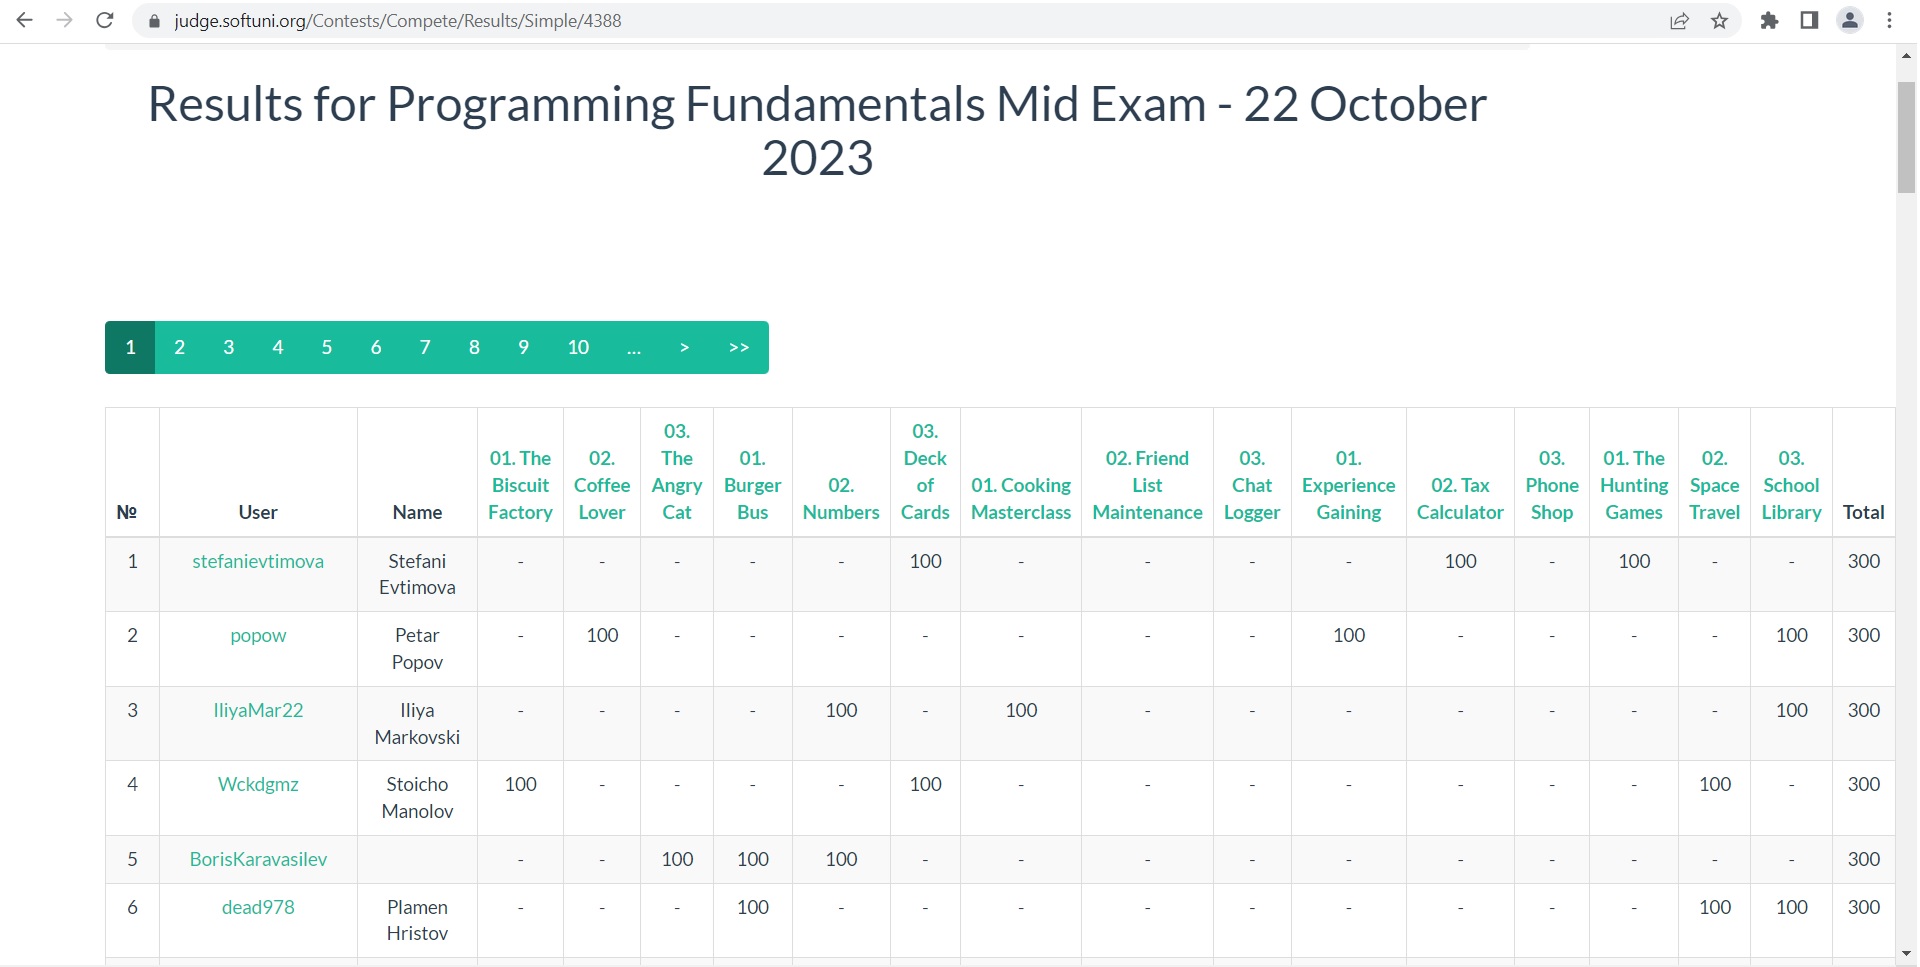 judge.softuni.org/Contests/Compete/Results/Simple/4388
Results for Programming Fundamentals Mid Exam - 22 October
2023
1 2 3 4 5 6 7 8 9 10 ... > >>
№ User Name 01. The Biscuit Factory 02. Coffee Lover 03. The Angry Cat 01. Burger Bus 02. Numbers 03. Deck of Cards 01. Cooking Masterclass 02. Friend List Maintenance 03. Chat Logger 01. Experience Gaining 02. Tax Calculator 03. Phone Shop 01. The Hunting Games 02. Space Travel 03. School Library Total
1 stefanievtimova Stefani Evtimova - - - - - 100 - - - - 100 - 100 - - 300
2 popow Petar Popov - 100 - - - - - - - 100 - - - - 100 300
3 IliyaMar22 Iliya Markovski - - - - 100 - 100 - - - - - - - 100 300
4 Wckdgmz Stoicho Manolov 100 - - - - 100 - - - - - - - 100 - 300
5 BorisKaravasilev - - 100 100 100 - - - - - - - - - - 300
6 dead978 Plamen Hristov - - - 100 - - - - - - - - - 100 100 300